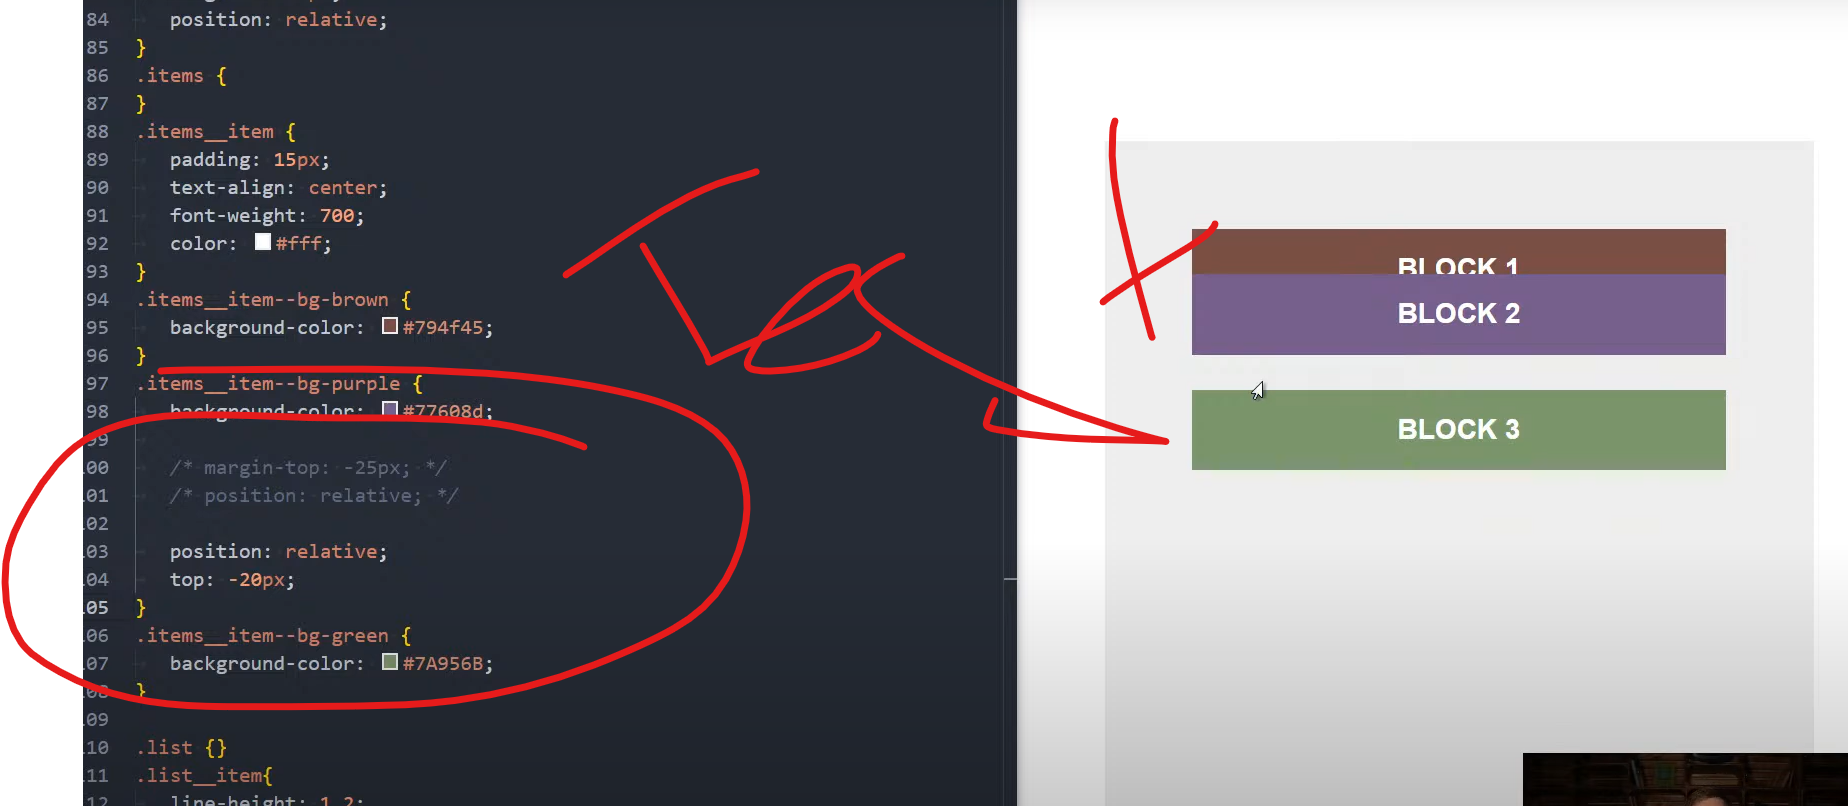 84 position: relative;
85 }
86 .items {
87 }
88 .items__item {
89 padding: 15px;
90 text-align: center;
91 font-weight: 700;
92 color: #fff;
93 }
94 .items__item--bg-brown {
95 background-color: #794f45;
96 }
97 .items__item--bg-purple {
98 background-color: #77608d;
99
00 /* margin-top: -25px; */
01 /* position: relative; */
02
03 position: relative;
04 top: -20px;
05 }
06 .items__item--bg-green {
07 background-color: #7A956B;
08 }
09
10 .list {}
11 .list__item{
12 line-height: 1.2;
BLOCK 1
BLOCK 2
BLOCK 3